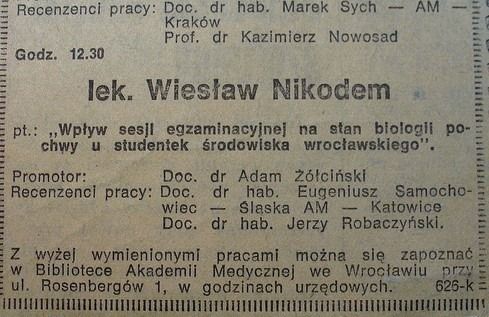 Recenzenci pracy: Doc. dr hab. Marek Sych — AM —
Kraków
Prof. dr Kazimierz Nowosad
Godz. 12.30
lek. Wiesław Nikodem
pt.: „Wpływ sesji egzaminacyjnej na stan biologii po-
chwy u studentek środowiska wrocławskiego".
Promotor: Doc. dr Adam Żółciński
Recenzenci pracy: Doc. dr hab. Eugeniusz Samocho-
wiec — Śląska AM — Katowice
Doc. dr hab. Jerzy Robaczyński.
Z wyżej wymienionymi pracami można się zapoznać
w Bibliotece Akademii Medycznej we Wrocławiu przy
ul. Rosenbergów 1, w godzinach urzędowych. 626-k